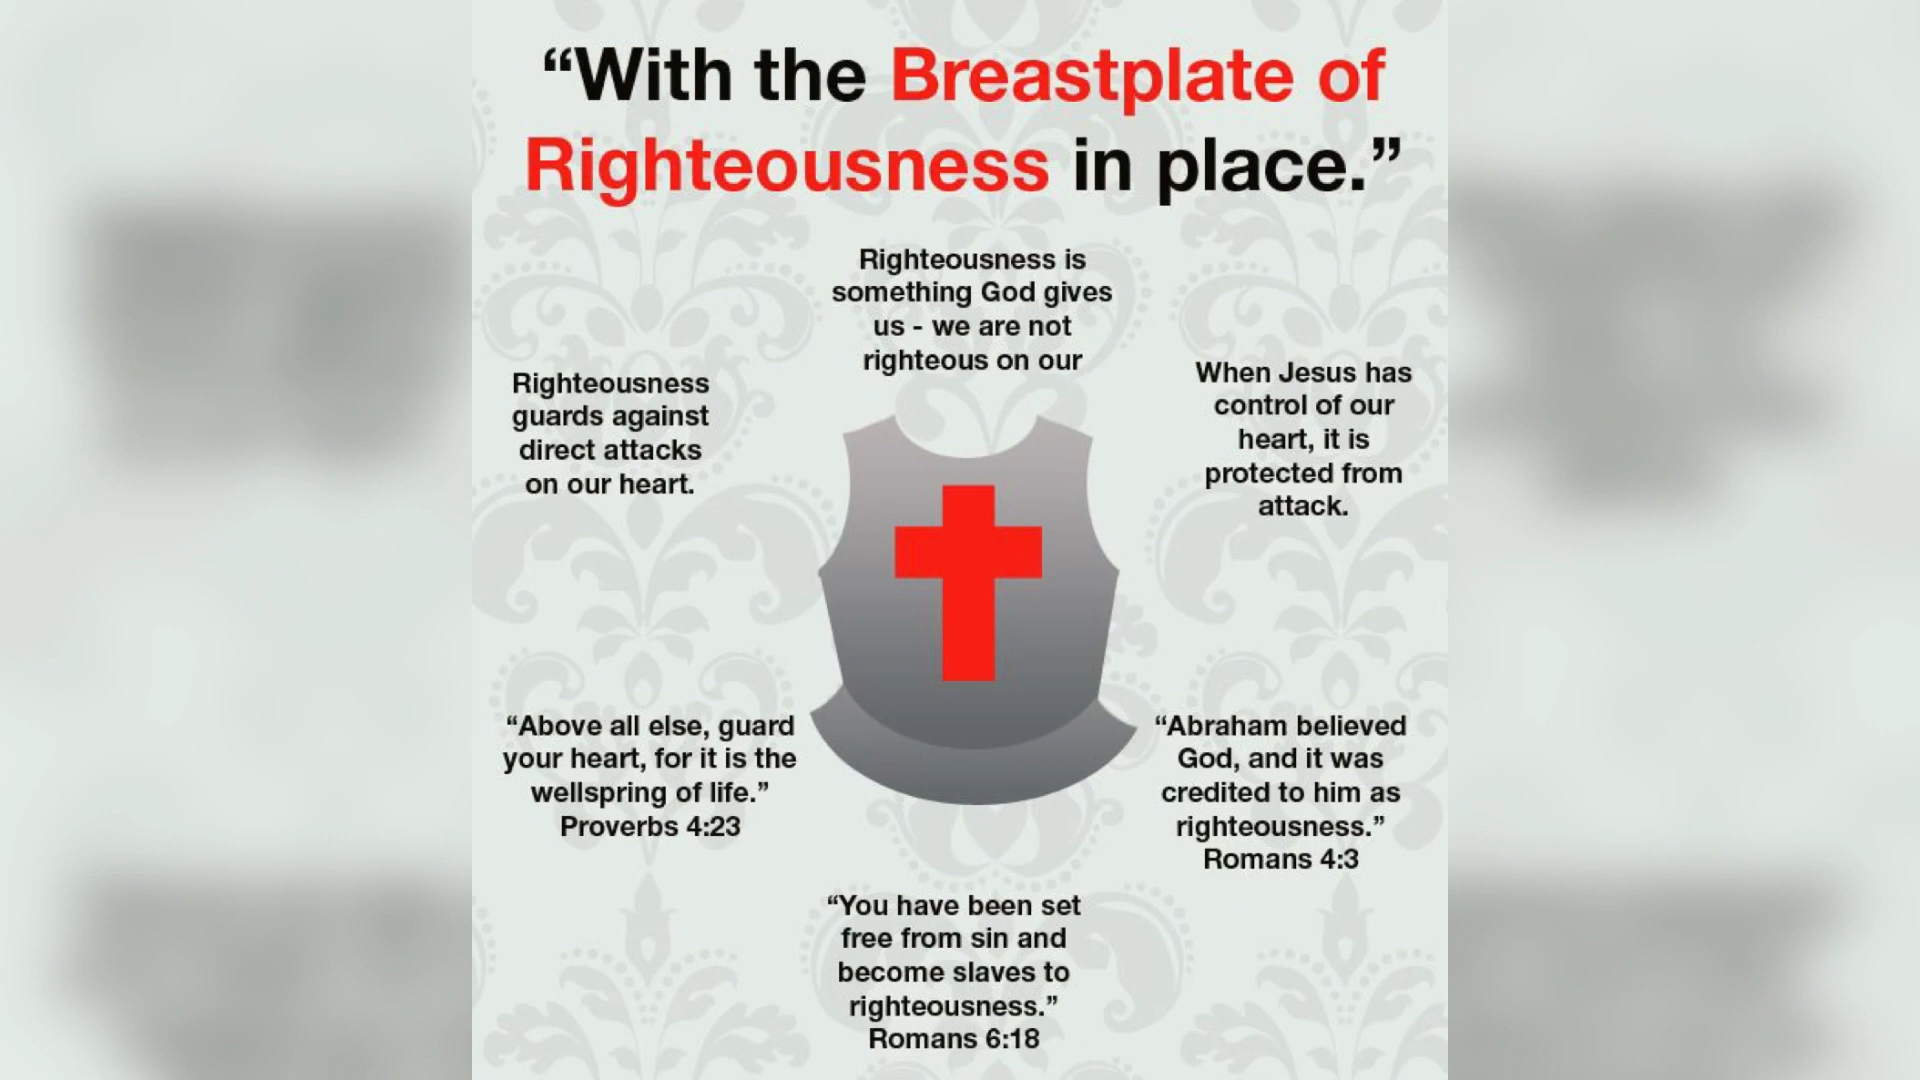 “With the Breastplate of
Righteousness in place.”
Righteousness is
something God gives
us - we are not
righteous on our
Righteousness
guards against
direct attacks
on our heart.
When Jesus has
control of our
heart, it is
protected from
attack.
“Above all else, guard
your heart, for it is the
wellspring of life.”
Proverbs 4:23
“Abraham believed
God, and it was
credited to him as
righteousness.”
Romans 4:3
“You have been set
free from sin and
become slaves to
righteousness.”
Romans 6:18